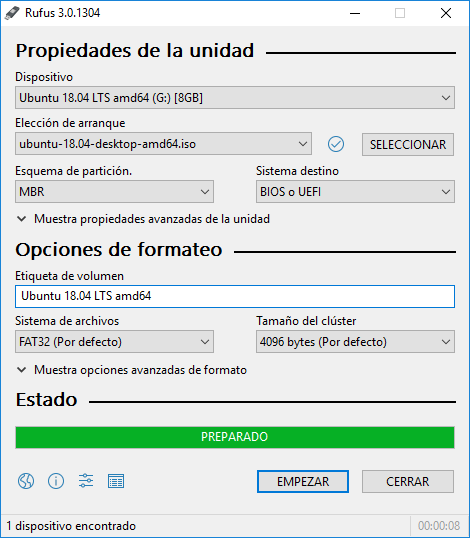 Rufus 3.0.1304
Propiedades de la unidad
Dispositivo
Ubuntu 18.04 LTS amd64 (G:) [8GB]
Elección de arranque
ubuntu-18.04-desktop-amd64.iso
SELECCIONAR
Esquema de partición.
Sistema destino
MBR
BIOS o UEFI
Muestra propiedades avanzadas de la unidad
Opciones de formateo
Etiqueta de volumen
Ubuntu 18.04 LTS amd64
Sistema de archivos
Tamaño del clúster
FAT32 (Por defecto)
4096 bytes (Por defecto)
Muestra opciones avanzadas de formato
Estado
PREPARADO
EMPEZAR
CERRAR
1 dispositivo encontrado
00:00:08